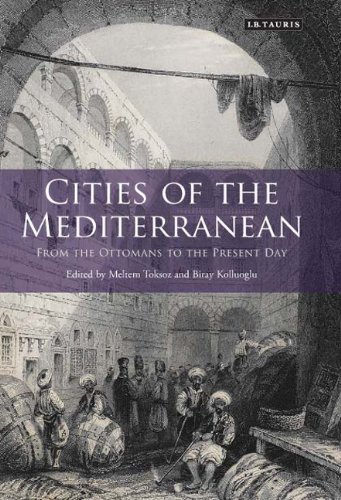 I.B.TAURIS
CITIES OF THE
MEDITERRANEAN
FROM THE OTTOMANS TO THE PRESENT DAY
Edited by Meltem Toksoz and Biray Kolluoglu